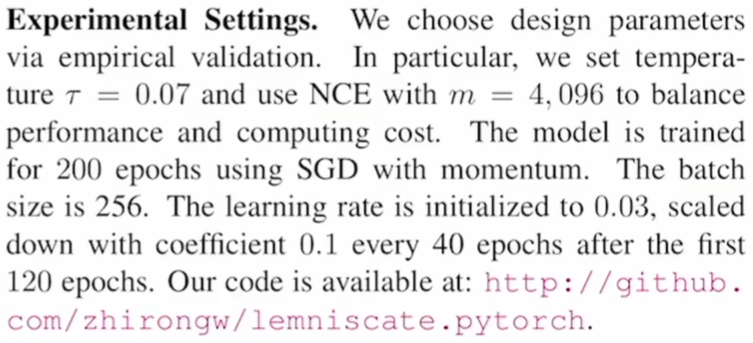 Experimental Settings. We choose design parameters
via empirical validation. In particular, we set tempera-
ture τ = 0.07 and use NCE with m = 4, 096 to balance
performance and computing cost. The model is trained
for 200 epochs using SGD with momentum. The batch
size is 256. The learning rate is initialized to 0.03, scaled
down with coefficient 0.1 every 40 epochs after the first
120 epochs. Our code is available at: http://github.
com/zhirongw/lemniscate.pytorch.